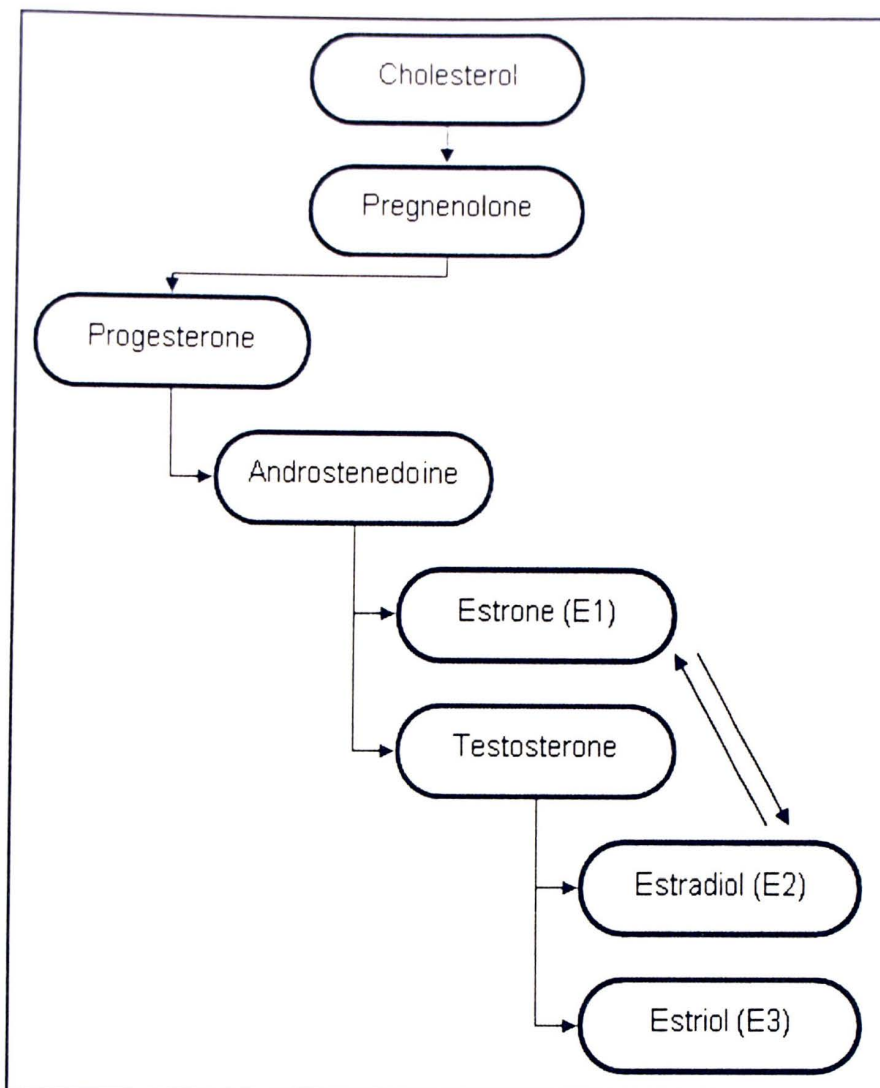 Cholesterol
Pregnenolone
Progesterone
Androstenedoine
Estrone (E1)
Testosterone
Estradiol (E2)
Estriol (E3)